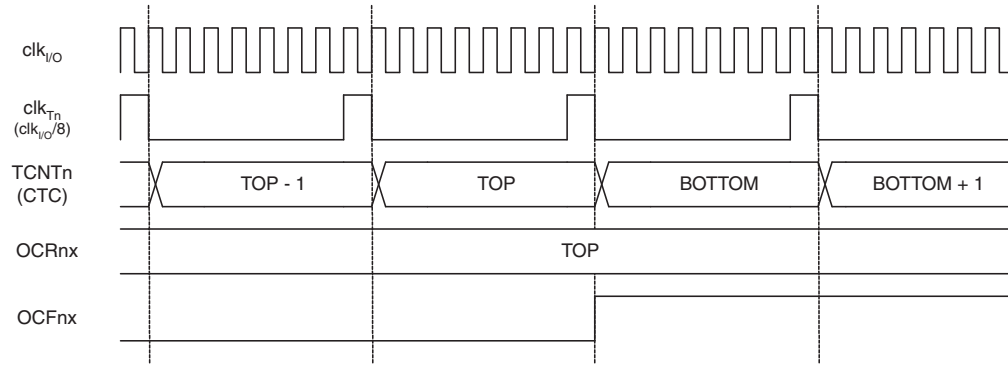 clkI/O
clkTn
(clkI/O/8)
TCNTn
(CTC)
TOP - 1
TOP
BOTTOM
BOTTOM + 1
OCRnx
TOP
OCFnx